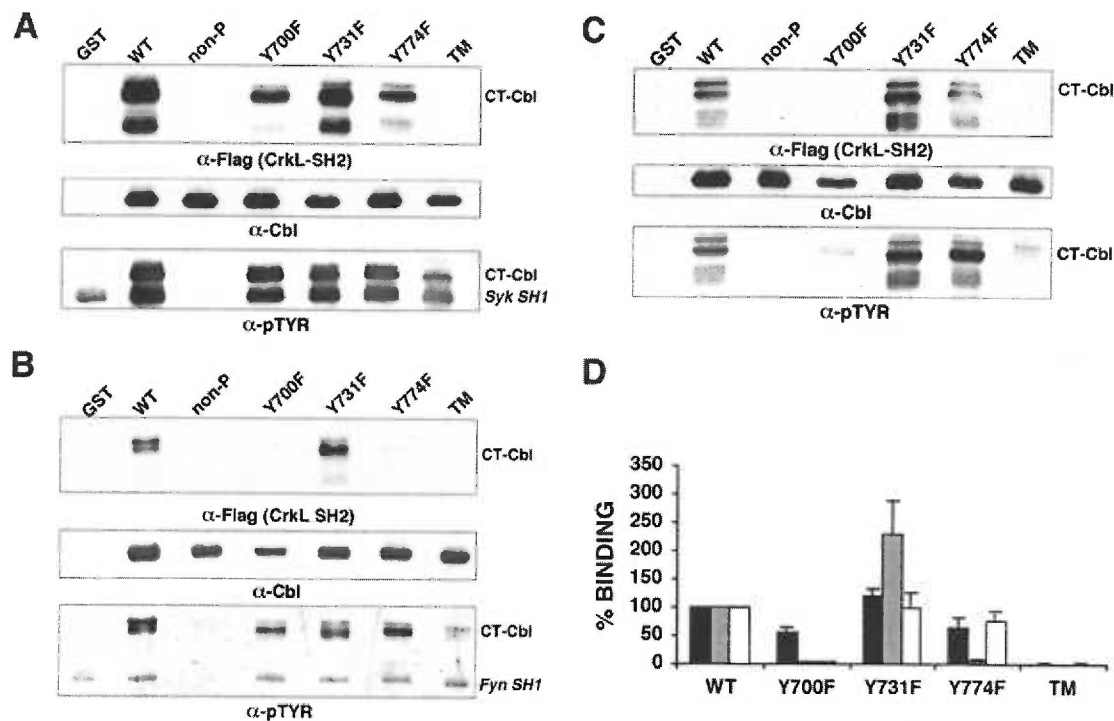 A
GST WT non-P Y700F Y731F Y774F TM
CT-Cbl
α-Flag (CrkL-SH2)
α-Cbl
CT-Cbl
Syk SH1
α-pTYR
B
GST WT non-P Y700F Y731F Y774F TM
CT-Cbl
α-Flag (CrkL SH2)
α-Cbl
CT-Cbl
Fyn SH1
α-pTYR
C
GST WT non-P Y700F Y731F Y774F TM
CT-Cbl
α-Flag (CrkL-SH2)
α-Cbl
CT-Cbl
α-pTYR
D
% BINDING
350
300
250
200
150
100
50
0
WT Y700F Y731F Y774F TM